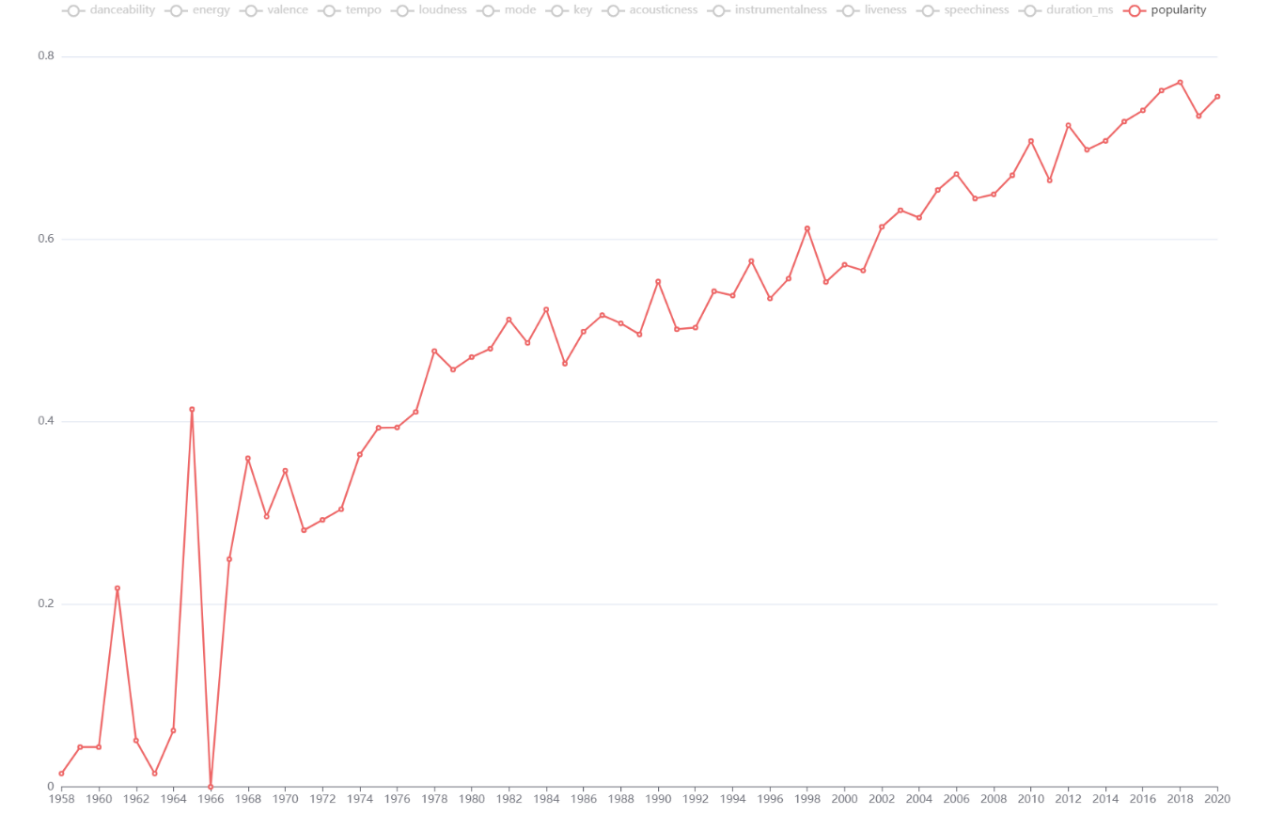 danceability energy valence tempo loudness mode key acousticness instrumentalness liveness speechiness duration_ms popularity
0.8
0.6
0.4
0.2
0
1958 1960 1962 1964 1966 1968 1970 1972 1974 1976 1978 1980 1982 1984 1986 1988 1990 1992 1994 1996 1998 2000 2002 2004 2006 2008 2010 2012 2014 2016 2018 2020